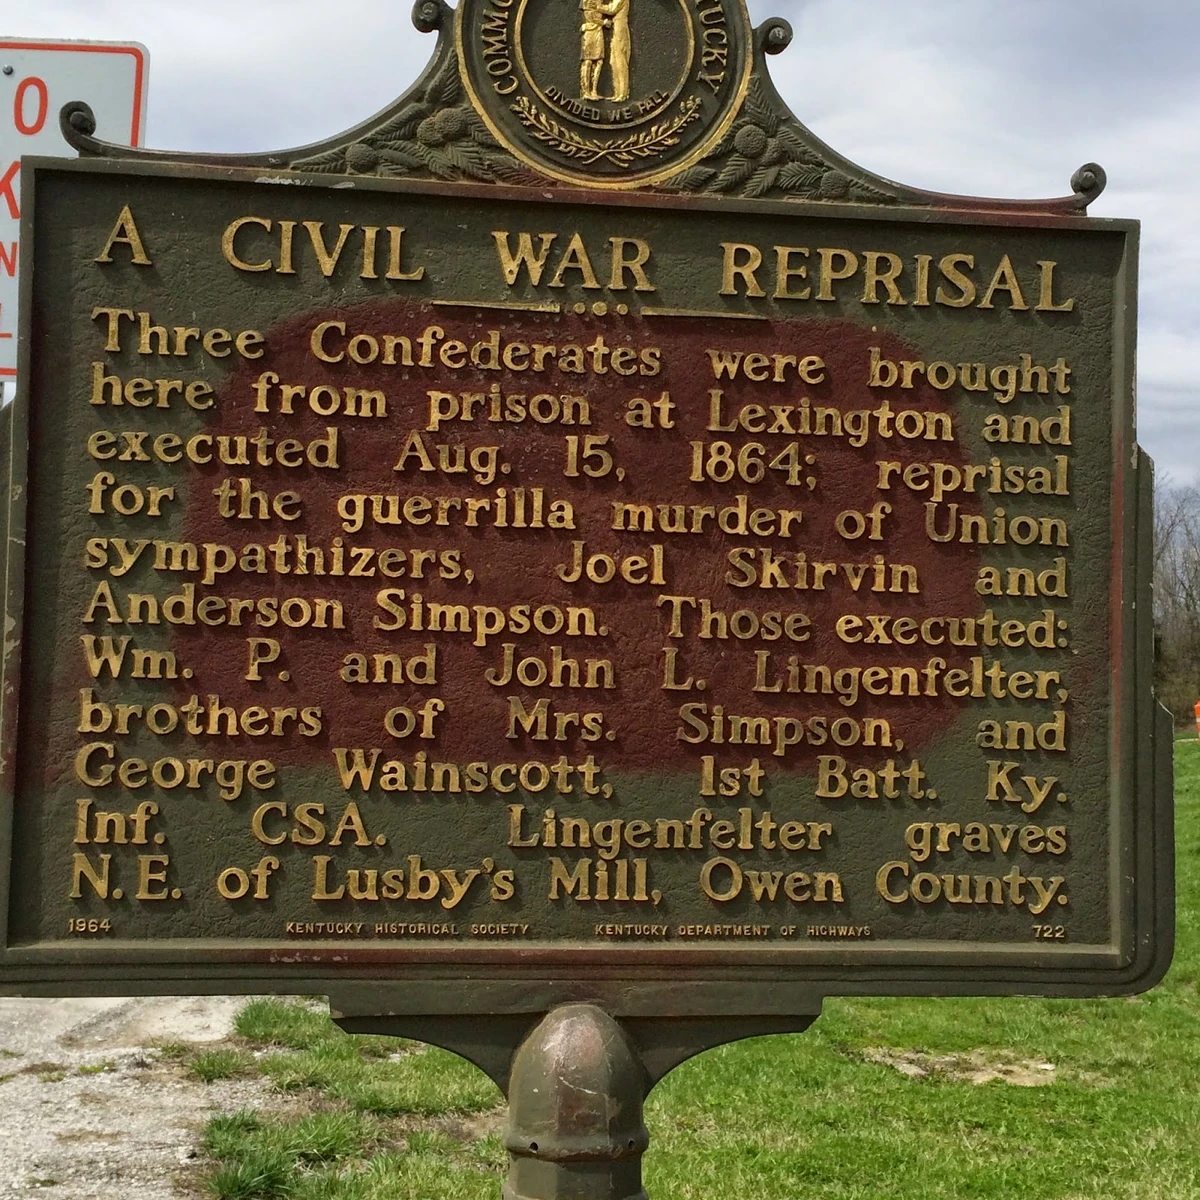 O
K
N
L
COMMO
TUCKY
DIVIDED WE FALL
A CIVIL WAR REPRISAL
Three Confederates were brought
here from prison at Lexington and
executed Aug. 15, 1864; reprisal
for the guerrilla murder of Union
sympathizers, Joel Skirvin and
Anderson Simpson. Those executed:
Wm. P. and John L. Lingenfelter,
brothers of Mrs. Simpson, and
George Wainscott, 1st Batt. Ky.
Inf. CSA. Lingenfelter graves
N. E. of Lusby's Mill, Owen County.
1964 KENTUCKY HISTORICAL SOCIETY KENTUCKY DEPARTMENT OF HIGHWAYS 722